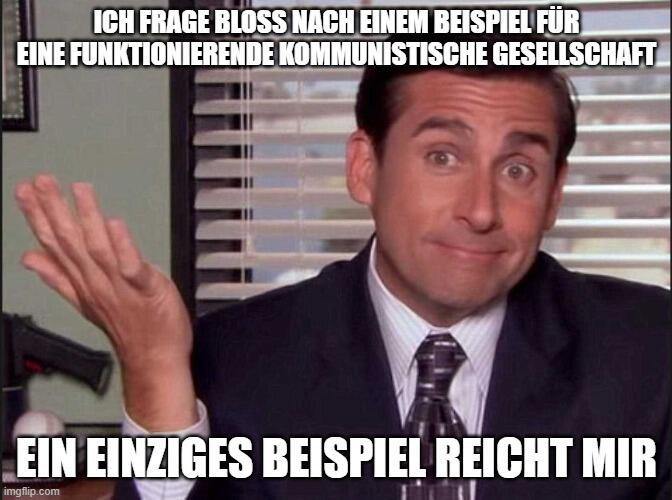 ICH FRAGE BLOSS NACH EINEM BEISPIEL FÜR
EINE FUNKTIONIERENDE KOMMUNISTISCHE GESELLSCHAFT
EIN EINZIGES BEISPIEL REICHT MIR
imgflip.com